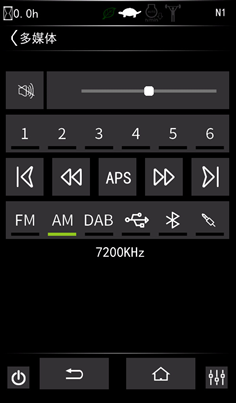 0.0h N1
多媒体
1 2 3 4 5 6
APS
FM AM DAB
7200KHz